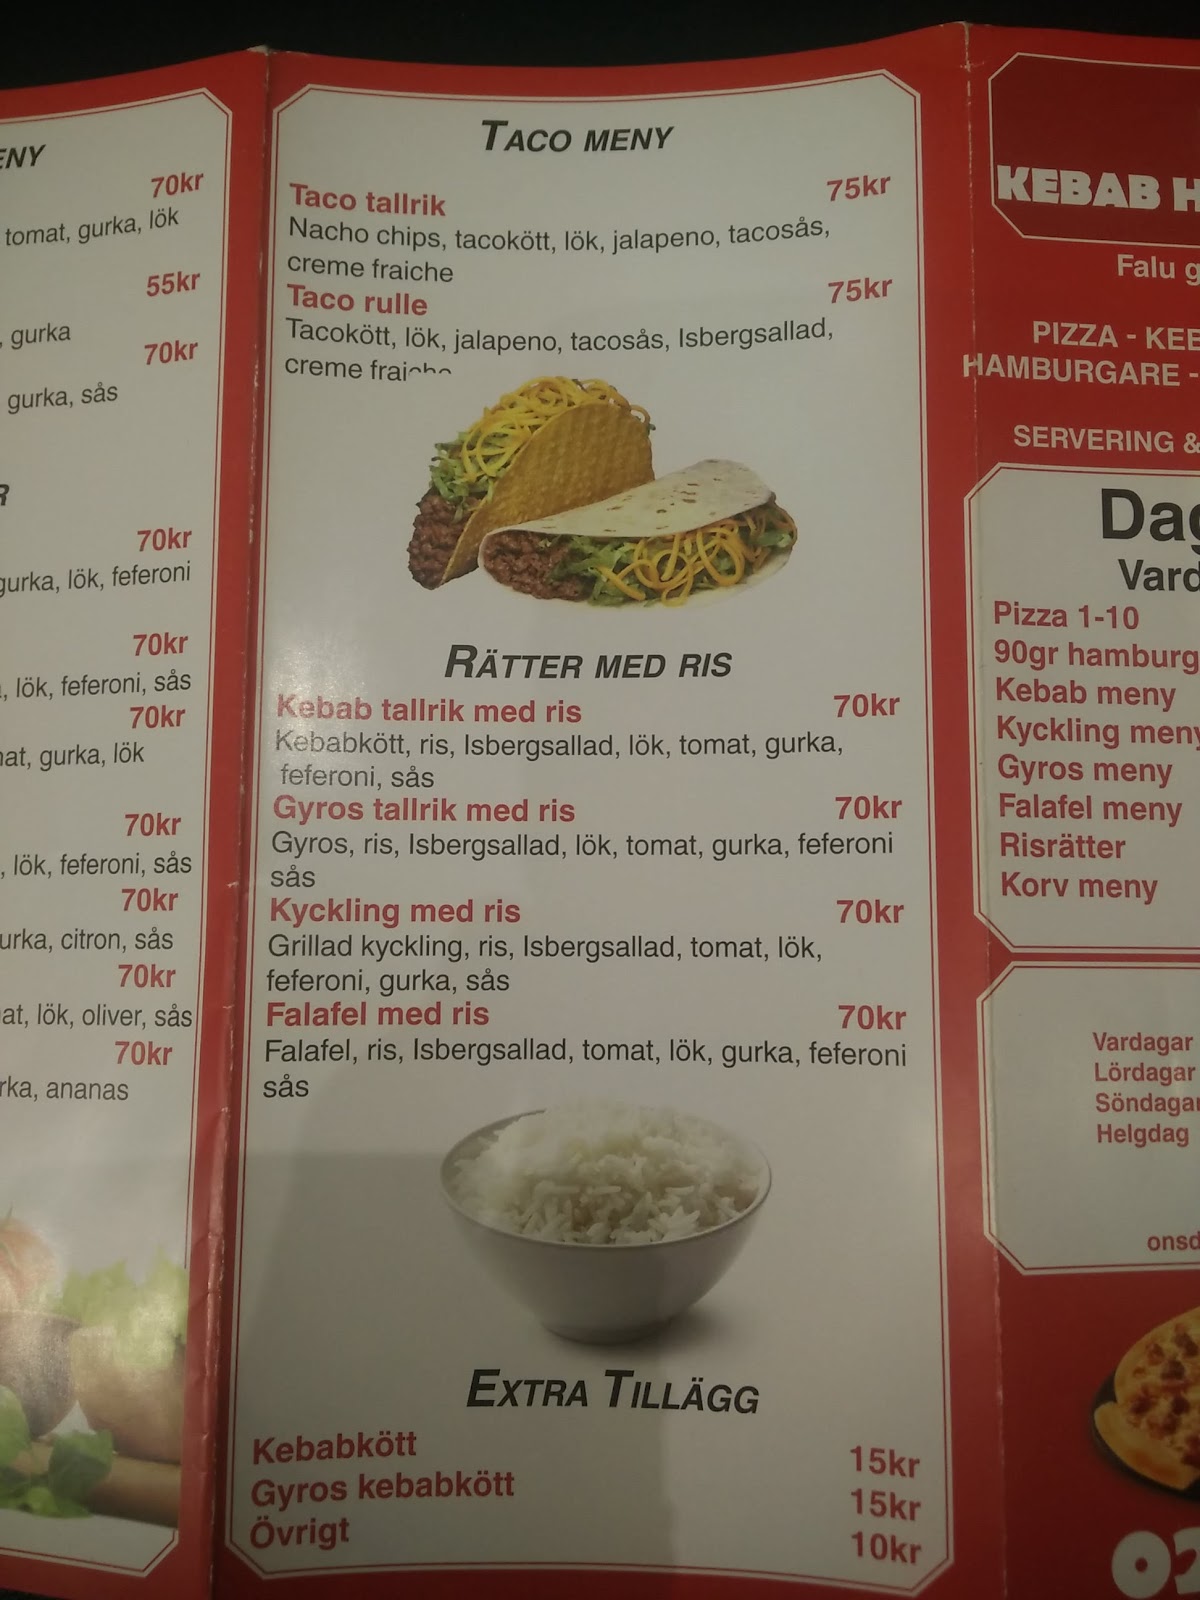 ENY
70kr
tomat, gurka, lök
55kr
, gurka
70kr
gurka, sås
R
70kr
gurka, lök, feferoni
70kr
, lök, feferoni, sås
70kr
at, gurka, lök
70kr
, lök, feferoni, sås
70kr
urka, citron, sås
70kr
at, lök, oliver, sås
70kr
rka, ananas
TACO MENY
Taco tallrik 75kr
Nacho chips, tacokött, lök, jalapeno, tacosås,
creme fraiche
Taco rulle 75kr
Tacokött, lök, jalapeno, tacosås, Isbergsallad,
creme fraiche
RÄTTER MED RIS
Kebab tallrik med ris 70kr
Kebabkött, ris, Isbergsallad, lök, tomat, gurka,
feferoni, sås
Gyros tallrik med ris 70kr
Gyros, ris, Isbergsallad, lök, tomat, gurka, feferoni
sås
Kyckling med ris 70kr
Grillad kyckling, ris, Isbergsallad, tomat, lök,
feferoni, gurka, sås
Falafel med ris 70kr
Falafel, ris, Isbergsallad, tomat, lök, gurka, feferoni
sås
EXTRA TILLÄGG
Kebabkött 15kr
Gyros kebabkött 15kr
Övrigt 10kr
KEBAB H
Falu g
PIZZA - KEB
HAMBURGARE -
SERVERING &
Dag
Vard
Pizza 1-10
90gr hamburg
Kebab meny
Kyckling meny
Gyros meny
Falafel meny
Risrätter
Korv meny
Vardagar
Lördagar
Söndagar
Helgdag
onsd
02